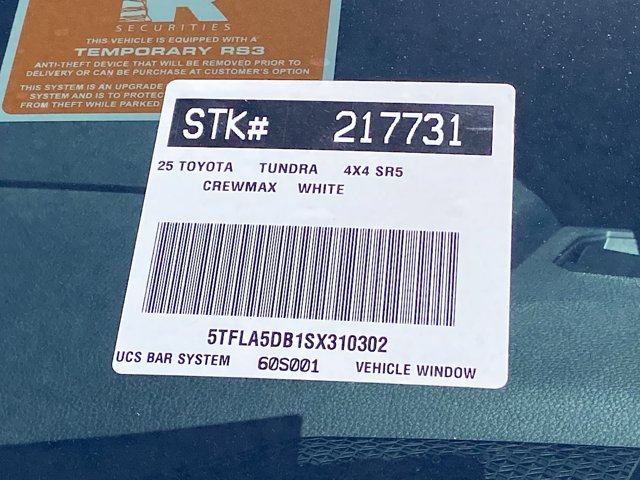 SECURITIES
THIS VEHICLE IS EQUIPPED WITH A
TEMPORARY RS3
ANTI-THEFT DEVICE THAT WILL BE REMOVED PRIOR TO
DELIVERY OR CAN BE PURCHASE AT CUSTOMER'S OPTION
THIS SYSTEM IS AN UPGRADE
SYSTEM AND IS TO PROTEC
FROM THEFT WHILE PARKED
STK# 217731
25 TOYOTA TUNDRA 4X4 SR5
CREWMAX WHITE
5TFLA5DB1SX310302
UCS BAR SYSTEM 60S001 VEHICLE WINDOW